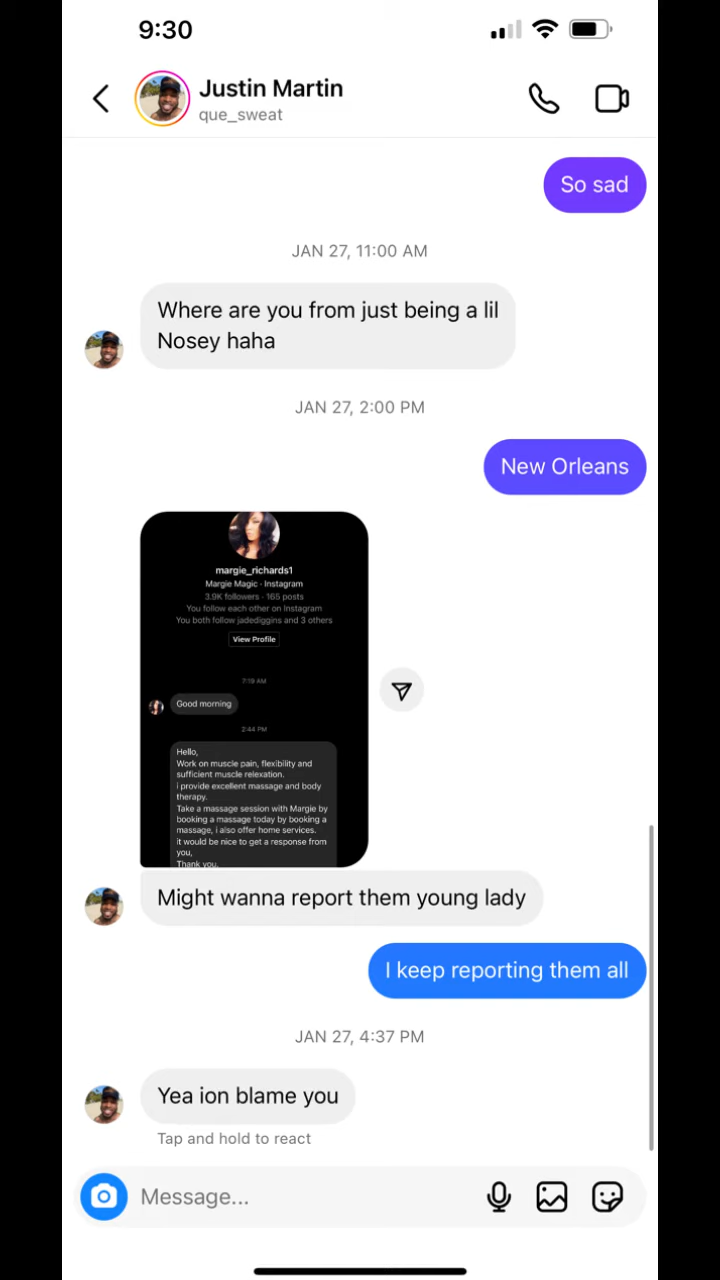 9:30
Justin Martin
que_sweat
So sad
JAN 27, 11:00 AM
Where are you from just being a lil
Nosey haha
JAN 27, 2:00 PM
New Orleans
margie_richards1
Margie Magic - Instagram
3.9K followers · 165 posts
You follow each other on Instagram
You both follow jadediggins and 3 others
View Profile
7:19 AM
Good morning
2:44 PM
Hello,
Work on muscle pain, flexibility and
sufficient muscle relexation.
i provide excellent massage and body
therapy.
Take a massage session with Margie by
booking a massage today by booking a
massage, i also offer home services.
it would be nice to get a response from
you,
Thank you.
Might wanna report them young lady
I keep reporting them all
JAN 27, 4:37 PM
Yea ion blame you
Tap and hold to react
Message...